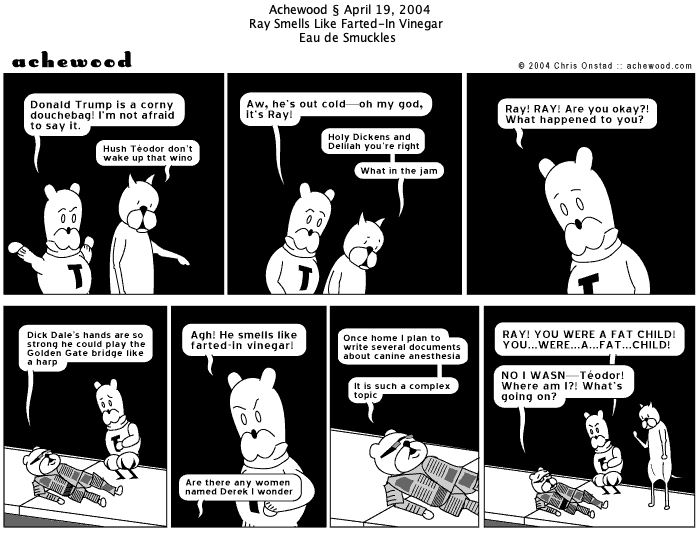 Achewood § April 19, 2004
Ray Smells Like Farted-In Vinegar
Eau de Smuckles
achewood
© 2004 Chris Onstad :: achewood.com
Donald Trump is a corny
douchebag! I'm not afraid
to say it.
Hush Téodor don't
wake up that wino
T
Aw, he's out cold—oh my god,
it's Ray!
Holy Dickens and
Delilah you're right
What in the jam
T
Ray! RAY! Are you okay?!
What happened to you?
T
Dick Dale's hands are so
strong he could play the
Golden Gate bridge like
a harp
T
Agh! He smells like
farted-in vinegar!
Are there any women
named Derek I wonder
Once home I plan to
write several documents
about canine anesthesia
It is such a complex
topic
RAY! YOU WERE A FAT CHILD!
YOU...WERE...A...FAT...CHILD!
NO I WASN—Téodor!
Where am I?! What's
going on?
T